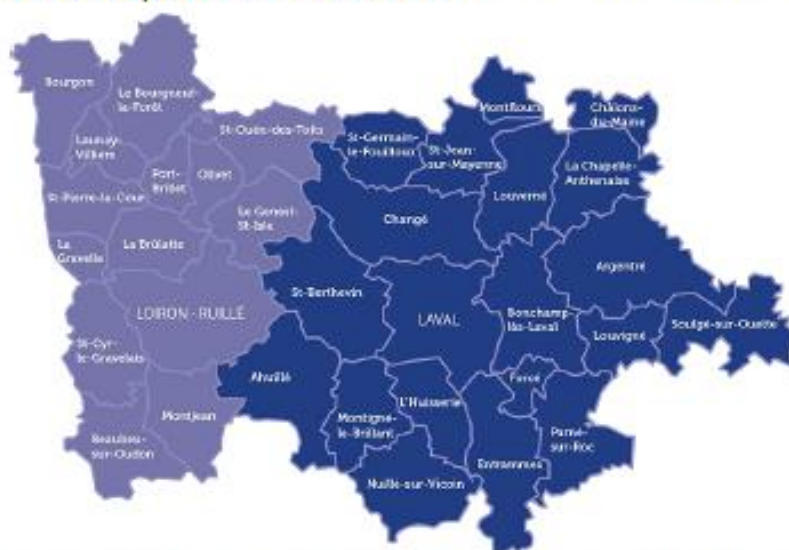 Bourgon
Le Bourgneuf-
la-Forêt
Launay-
Villiers
St-Ouën-des-Toits
Port-
Brillet
Olivet
St-Pierre-la-Cour
Le Genest-
St-Isle
La
Gravelle
La Brûlatte
LOIRON - RUILLÉ
St-Cyr-
le-Gravelais
Montjean
Beaulieu-
sur-Oudon
St-Germain-
le-Fouilloux
St-Jean-
sur-Mayenne
Montflours
Châlons-
du-Maine
La Chapelle-
Anthenaise
Louverné
Changé
Argentré
St-Berthevin
LAVAL
Bonchamp-
lès-Laval
Louvigné
Soulgé-sur-Ouette
Ahuillé
L'Huisserie
Forcé
Montigné-
le-Brillant
Parné-
sur-Roc
Entrammes
Nuillé-sur-Vicoin